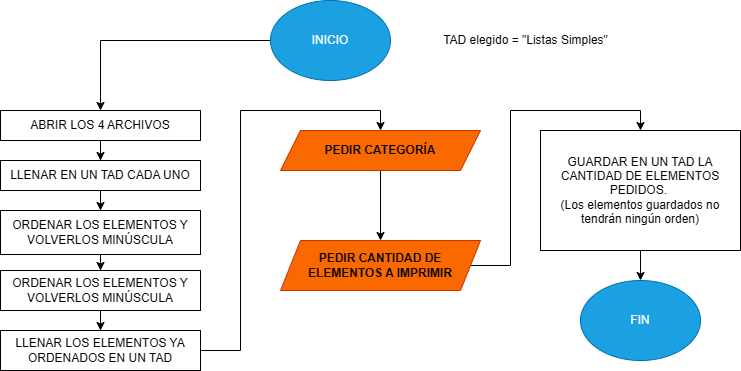 INICIO
TAD elegido = "Listas Simples"
ABRIR LOS 4 ARCHIVOS
LLENAR EN UN TAD CADA UNO
ORDENAR LOS ELEMENTOS Y
VOLVERLOS MINÚSCULA
ORDENAR LOS ELEMENTOS Y
VOLVERLOS MINÚSCULA
LLENAR LOS ELEMENTOS YA
ORDENADOS EN UN TAD
PEDIR CATEGORÍA
PEDIR CANTIDAD DE
ELEMENTOS A IMPRIMIR
GUARDAR EN UN TAD LA
CANTIDAD DE ELEMENTOS
PEDIDOS.
(Los elementos guardados no
tendrán ningún orden)
FIN